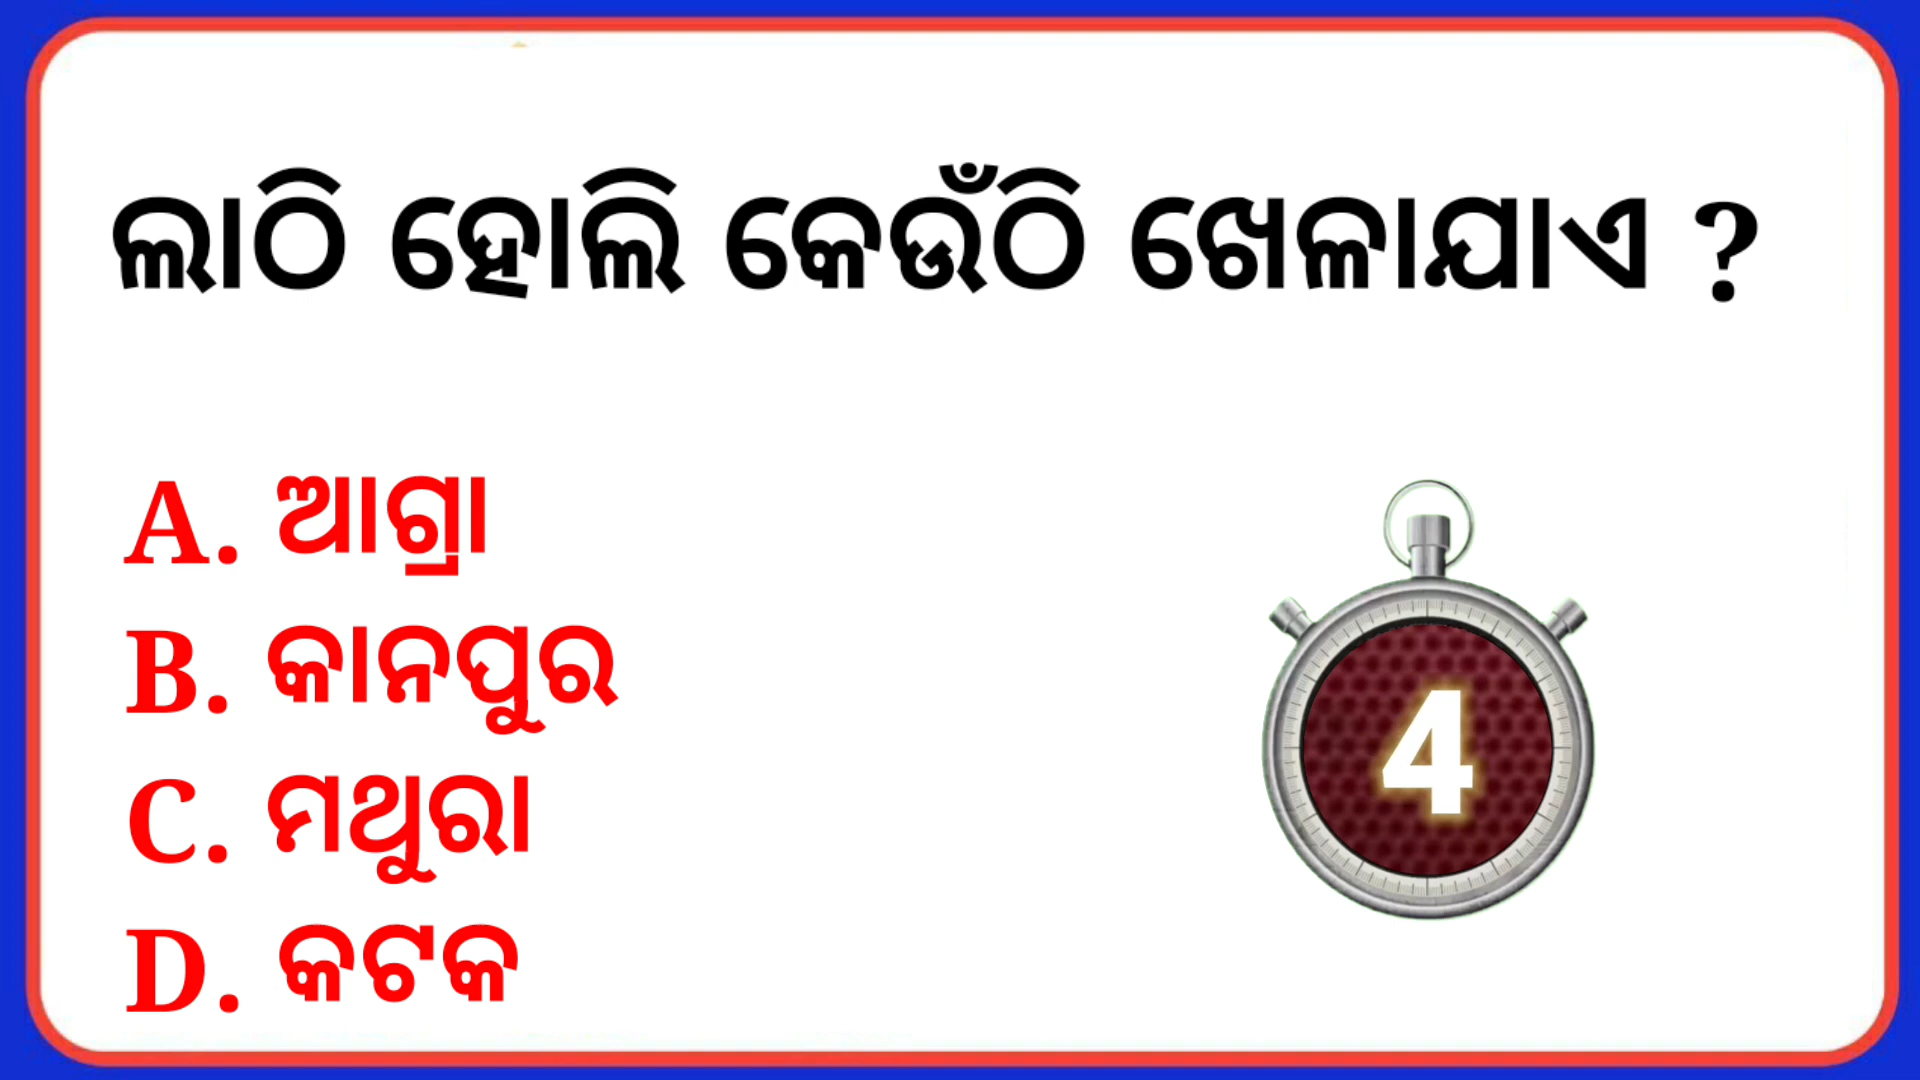 ଲାଠି ହୋଲି କେଉଁଠି ଖେଳାଯାଏ ?
A. ଆଗ୍ରା
B. କାନପୁର
C. ମଥୁରା
D. କଟକ
4